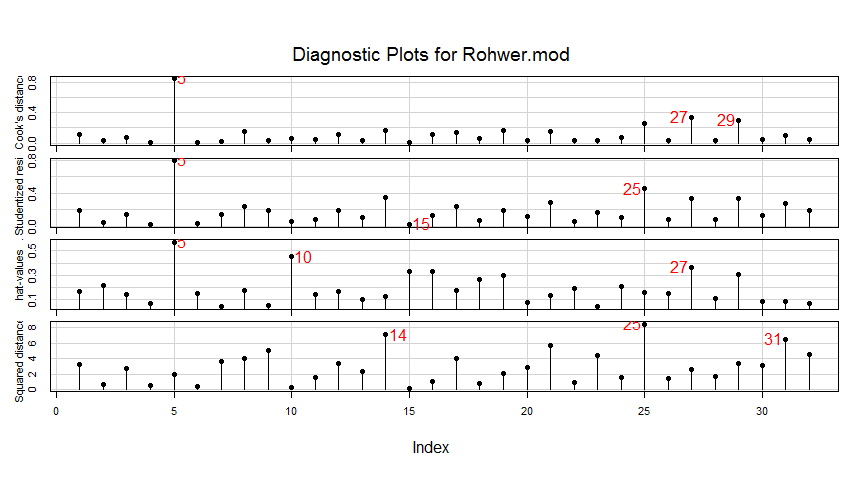 Diagnostic Plots for Rohwer.mod
Cook's distance
0.0 0.4 0.8
5 27 29
Studentized resi
0.0 0.4 0.8
5 15 25
hat-values
0.1 0.3 0.5
5 10 27
Squared distance
0 2 4 6 8
14 25 31
0 5 10 15 20 25 30
Index